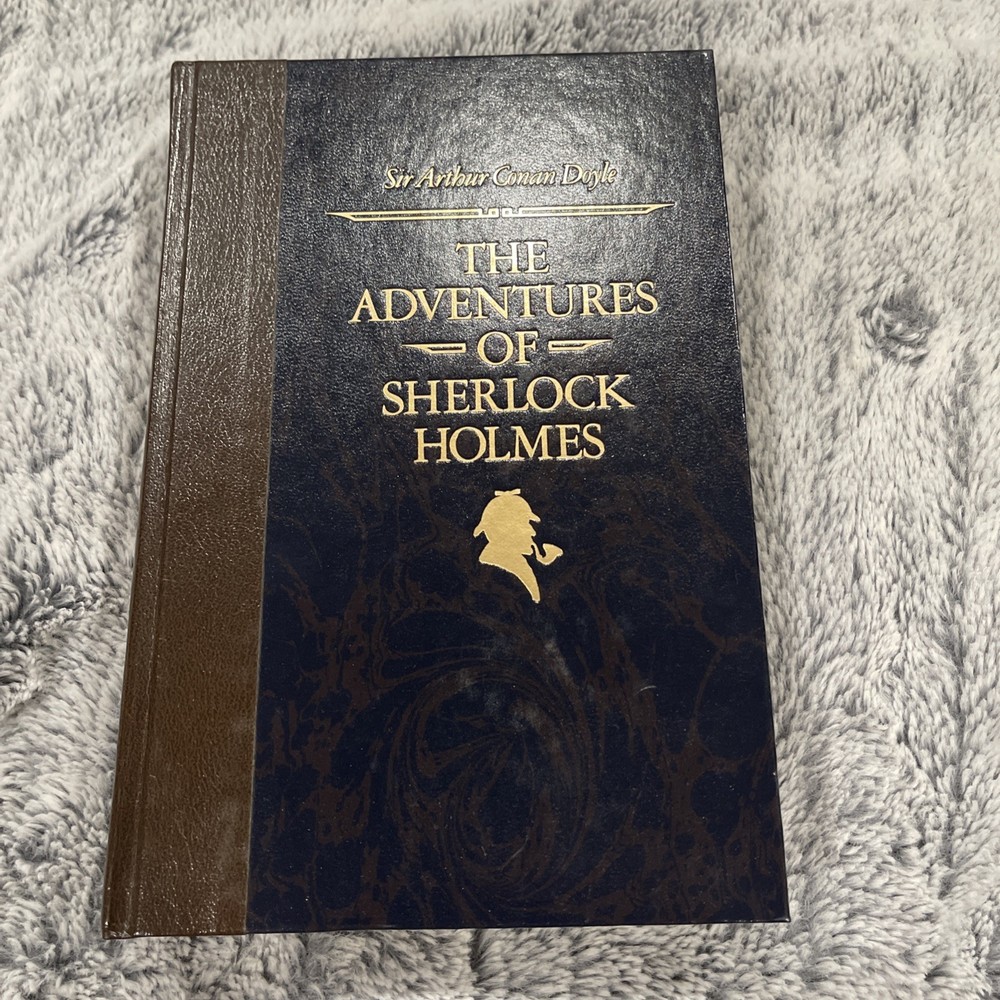 Sir Arthur Conan Doyle
THE
ADVENTURES
OF
SHERLOCK
HOLMES